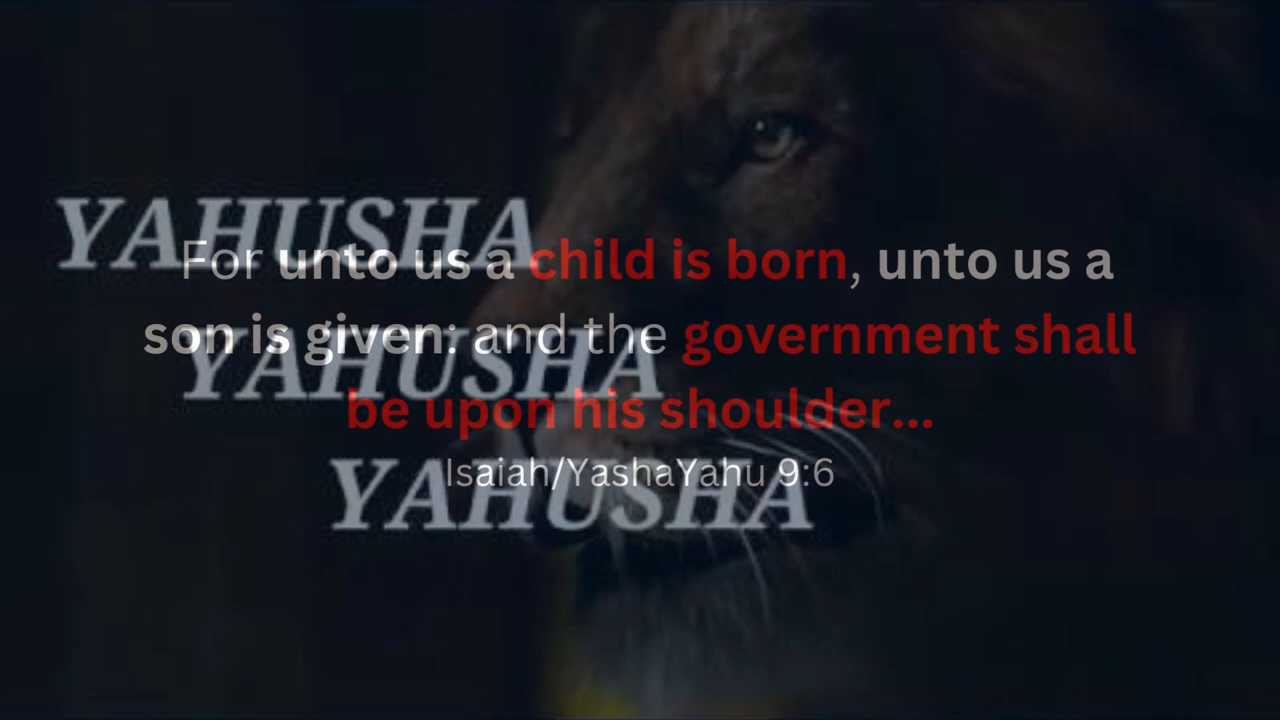 YAHUSHA
For unto us a child is born, unto us a
son is given: and the government shall
YAHUSHA
be upon his shoulder...
Isaiah/YashaYahu 9:6
YAHUSHA